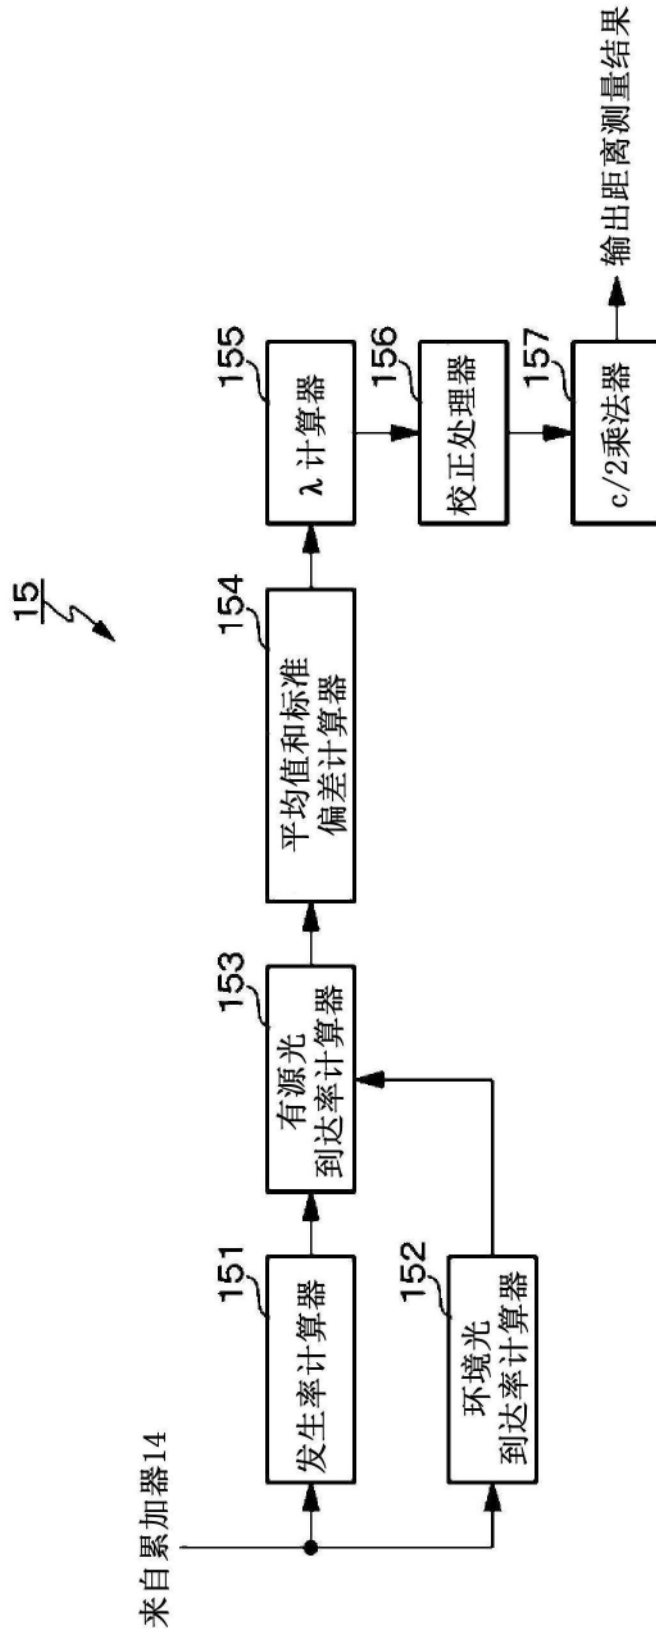 15
来自累加器14
151
发生率计算器
152
环境光
到达率计算器
153
有源光
到达率计算器
154
平均值和标准
偏差计算器
155
λ计算器
156
校正处理器
157
c/2乘法器
输出距离测量结果